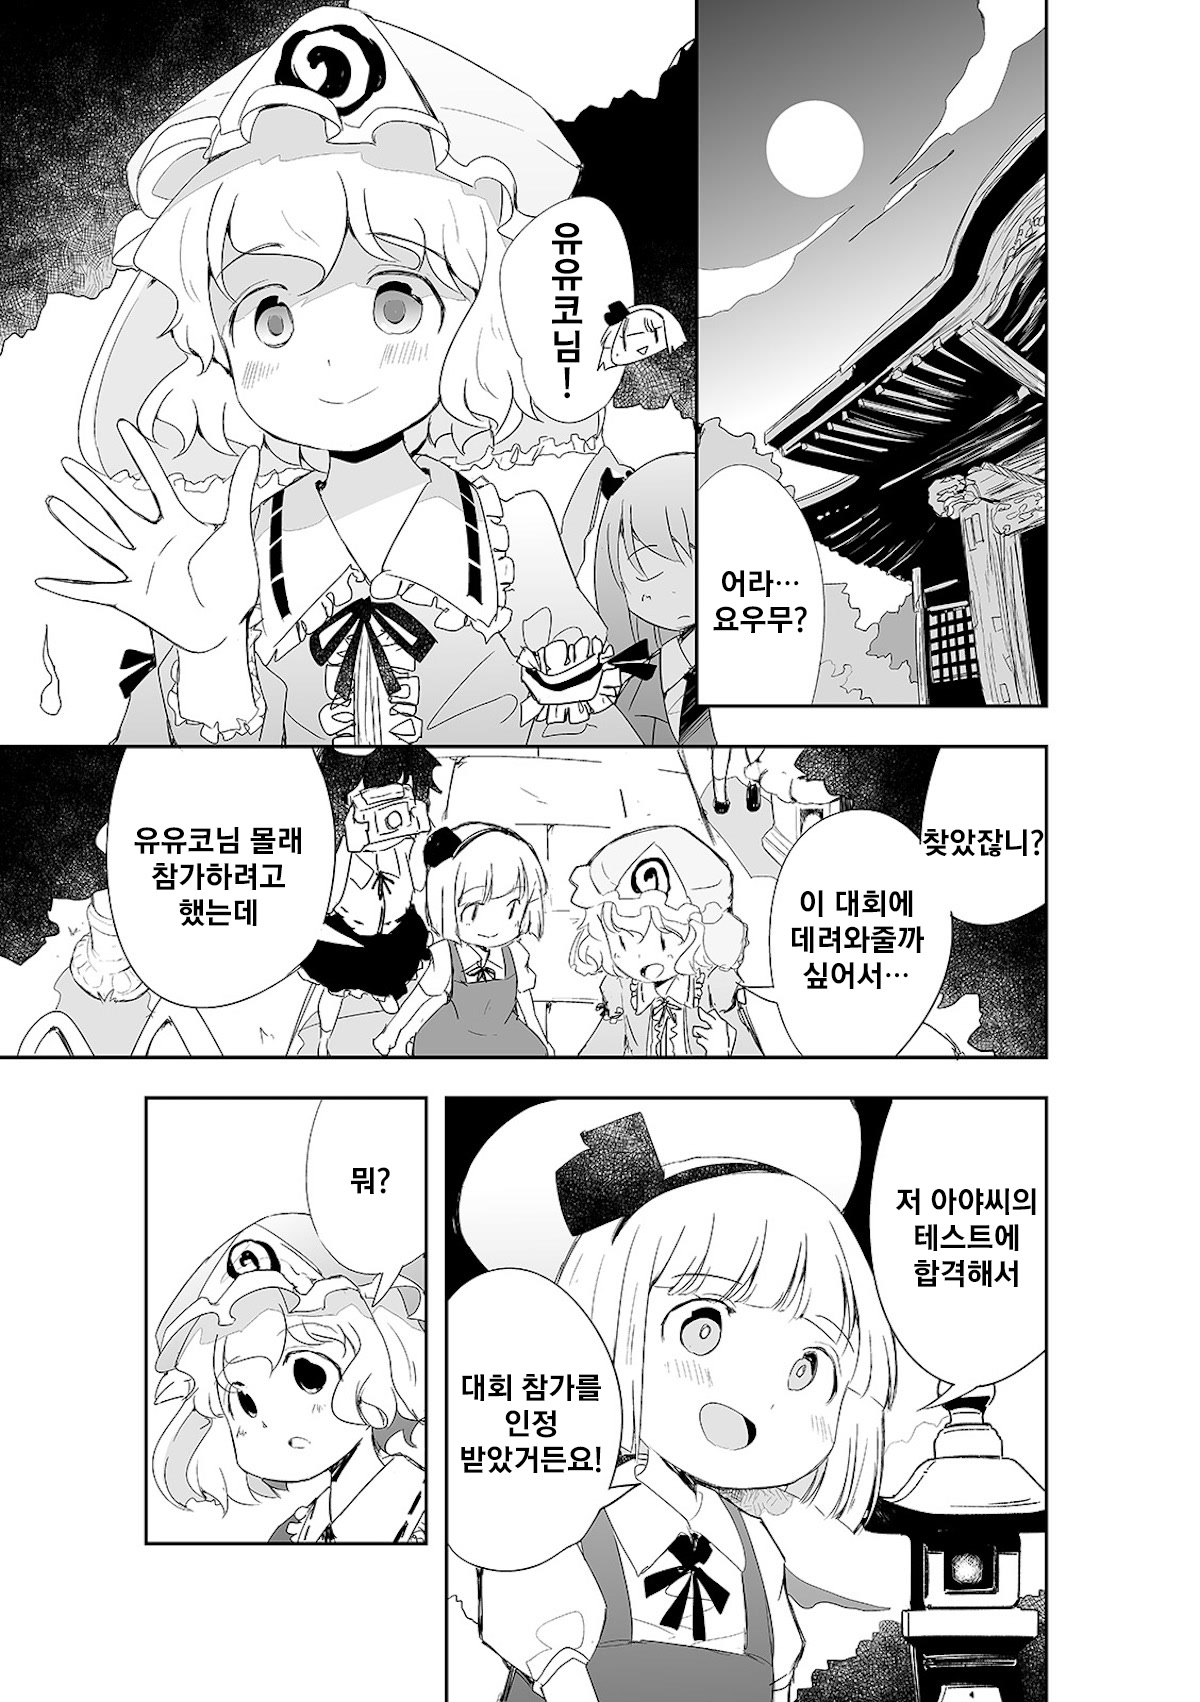 어라…
요우무?
유유코님!
찾았잖니?
이 대회에
데려와줄까
싶어서…
유유코님 몰래
참가하려고
했는데
저 아야씨의
테스트에
합격해서
대회 참가를
인정
받았거든요!
뭐?